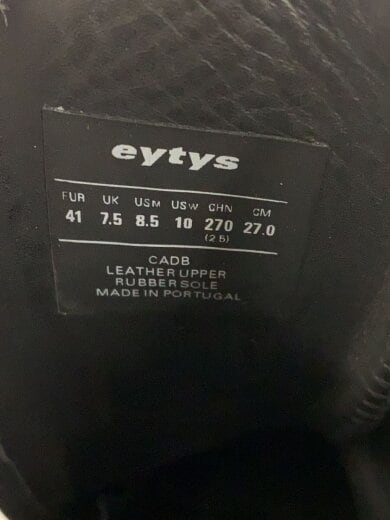 eytys
EUR UK USM USW CHN CM
41 7.5 8.5 10 270 27.0
(2.5)
CADB
LEATHER UPPER
RUBBER SOLE
MADE IN PORTUGAL